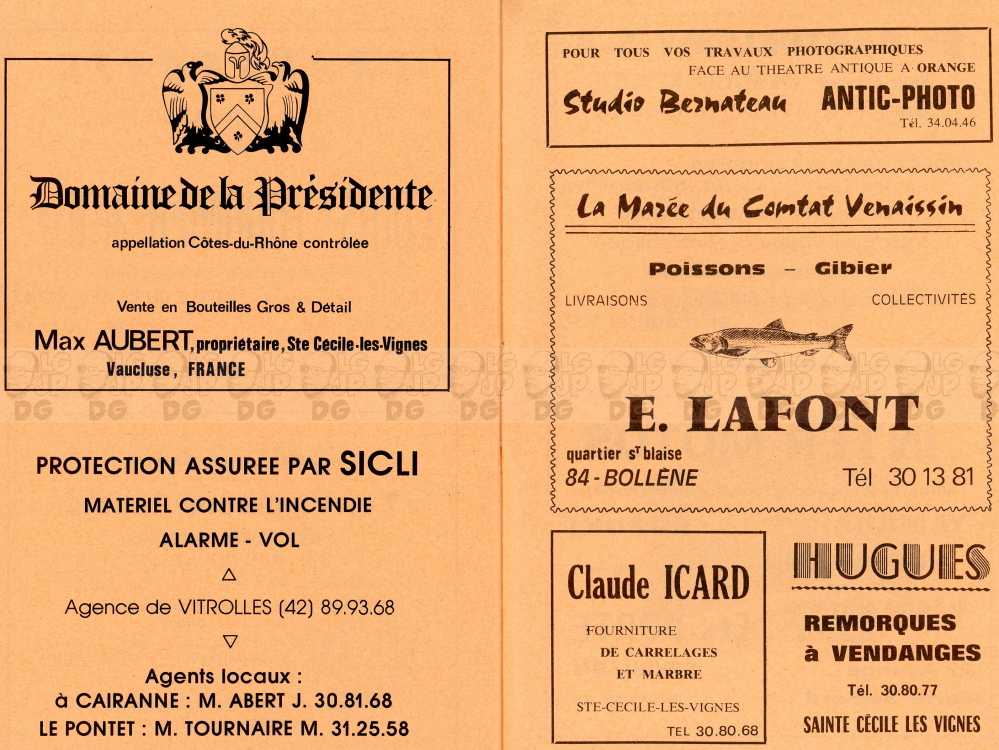 Domaine de la Présidente
appellation Côtes-du-Rhône contrôlée
Vente en Bouteilles Gros & Détail
Max AUBERT, propriétaire, Ste Cécile-les-Vignes
Vaucluse, FRANCE
PROTECTION ASSUREE PAR SICLI
MATERIEL CONTRE L'INCENDIE
ALARME - VOL
Agence de VITROLLES (42) 89.93.68
Agents locaux :
à CAIRANNE : M. ABERT J. 30.81.68
LE PONTET : M. TOURNAIRE M. 31.25.58
POUR TOUS VOS TRAVAUX PHOTOGRAPHIQUES
FACE AU THEATRE ANTIQUE A ORANGE
Studio Bernateau ANTIC-PHOTO
Tél. 34.04.46
La Marée du Comtat Venaissin
Poissons - Gibier
LIVRAISONS COLLECTIVITÉS
E. LAFONT
quartier sT blaise
84 - BOLLÈNE Tél 30 13 81
Claude ICARD
FOURNITURE
DE CARRELAGES
ET MARBRE
STE-CECILE-LES-VIGNES
TEL 30.80.68
HUGUES
REMORQUES
à VENDANGES
Tél. 30.80.77
SAINTE CÉCILE LES VIGNES